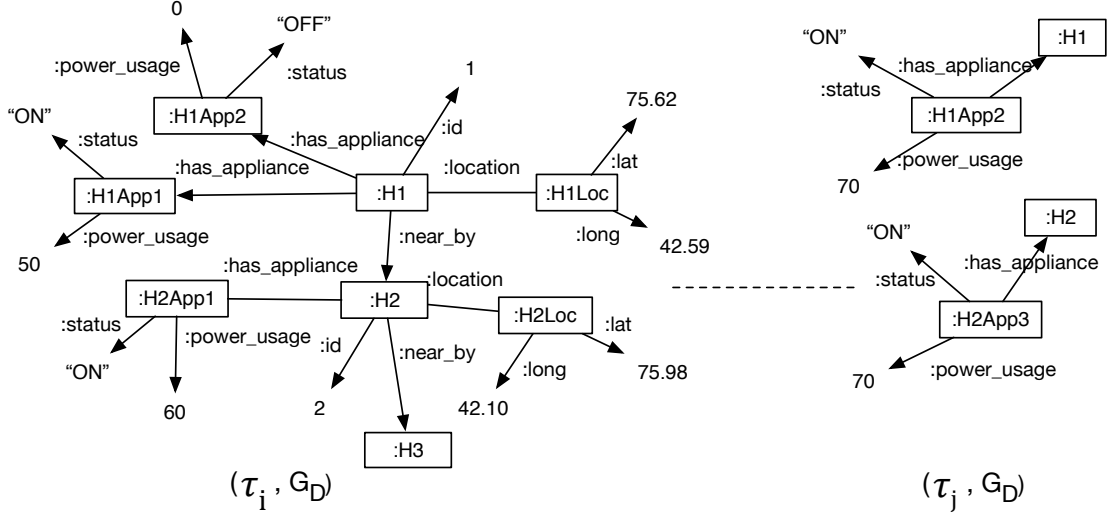 0
“OFF”
:power_usage
:status
:H1App2
“ON”
:status
:has_appliance
1
:id
75.62
:has_appliance
:location
:lat
:H1App1
:H1
:H1Loc
:power_usage
:near_by
:long
50
42.59
:has_appliance
:location
:H2App1
:H2
:H2Loc
:lat
:status
:power_usage
:id
:near_by
:long
75.98
“ON”
60
2
42.10
:H3
(τi , GD)
“ON”
:H1
:has_appliance
:status
:H1App2
:power_usage
70
:H2
“ON”
:has_appliance
:status
:H2App3
70
:power_usage
(τj , GD)